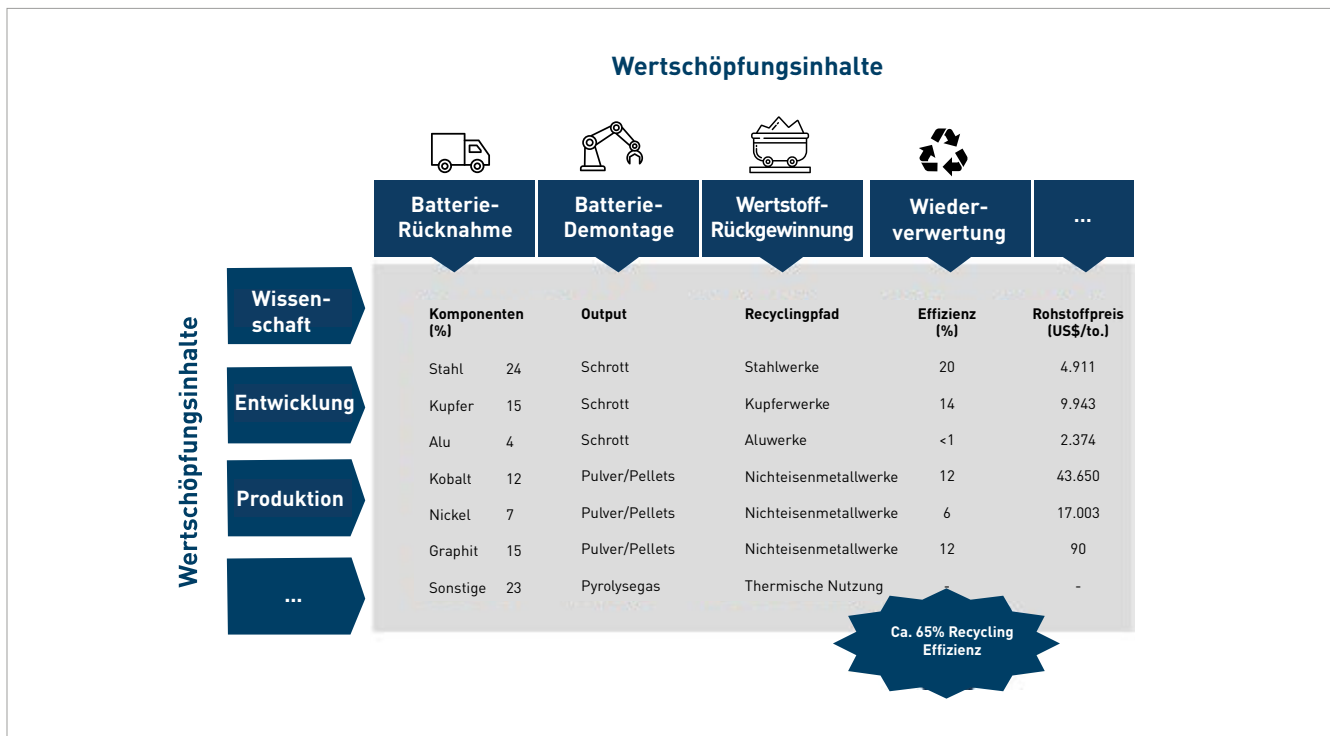 Wertschöpfungsinhalte
Batterie-
Rücknahme
Batterie-
Demontage
Wertstoff-
Rückgewinnung
Wieder-
verwertung
...
Wertschöpfungsinhalte
Wissen-
schaft
Entwicklung
Produktion
...
Komponenten (%) Output Recyclingpfad Effizienz (%) Rohstoffpreis (US$/to.)
Stahl 24 Schrott Stahlwerke 20 4.911
Kupfer 15 Schrott Kupferwerke 14 9.943
Alu 4 Schrott Aluwerke <1 2.374
Kobalt 12 Pulver/Pellets Nichteisenmetallwerke 12 43.650
Nickel 7 Pulver/Pellets Nichteisenmetallwerke 6 17.003
Graphit 15 Pulver/Pellets Nichteisenmetallwerke 12 90
Sonstige 23 Pyrolysegas Thermische Nutzung - -
Ca. 65% Recycling
Effizienz